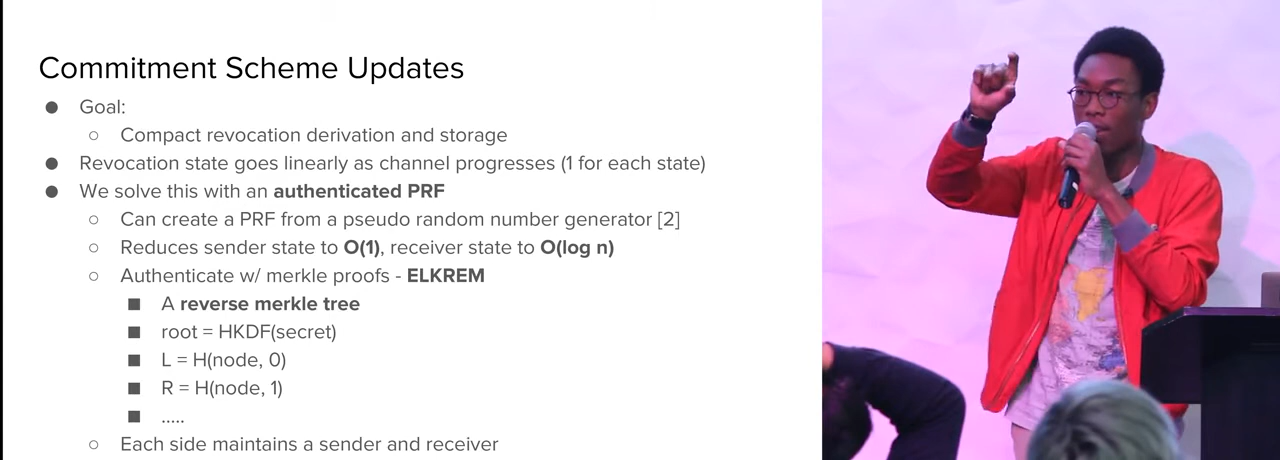 Commitment Scheme Updates
● Goal:
○ Compact revocation derivation and storage
● Revocation state goes linearly as channel progresses (1 for each state)
● We solve this with an authenticated PRF
○ Can create a PRF from a pseudo random number generator [2]
○ Reduces sender state to O(1), receiver state to O(log n)
○ Authenticate w/ merkle proofs - ELKREM
■ A reverse merkle tree
■ root = HKDF(secret)
■ L = H(node, 0)
■ R = H(node, 1)
■ .....
○ Each side maintains a sender and receiver